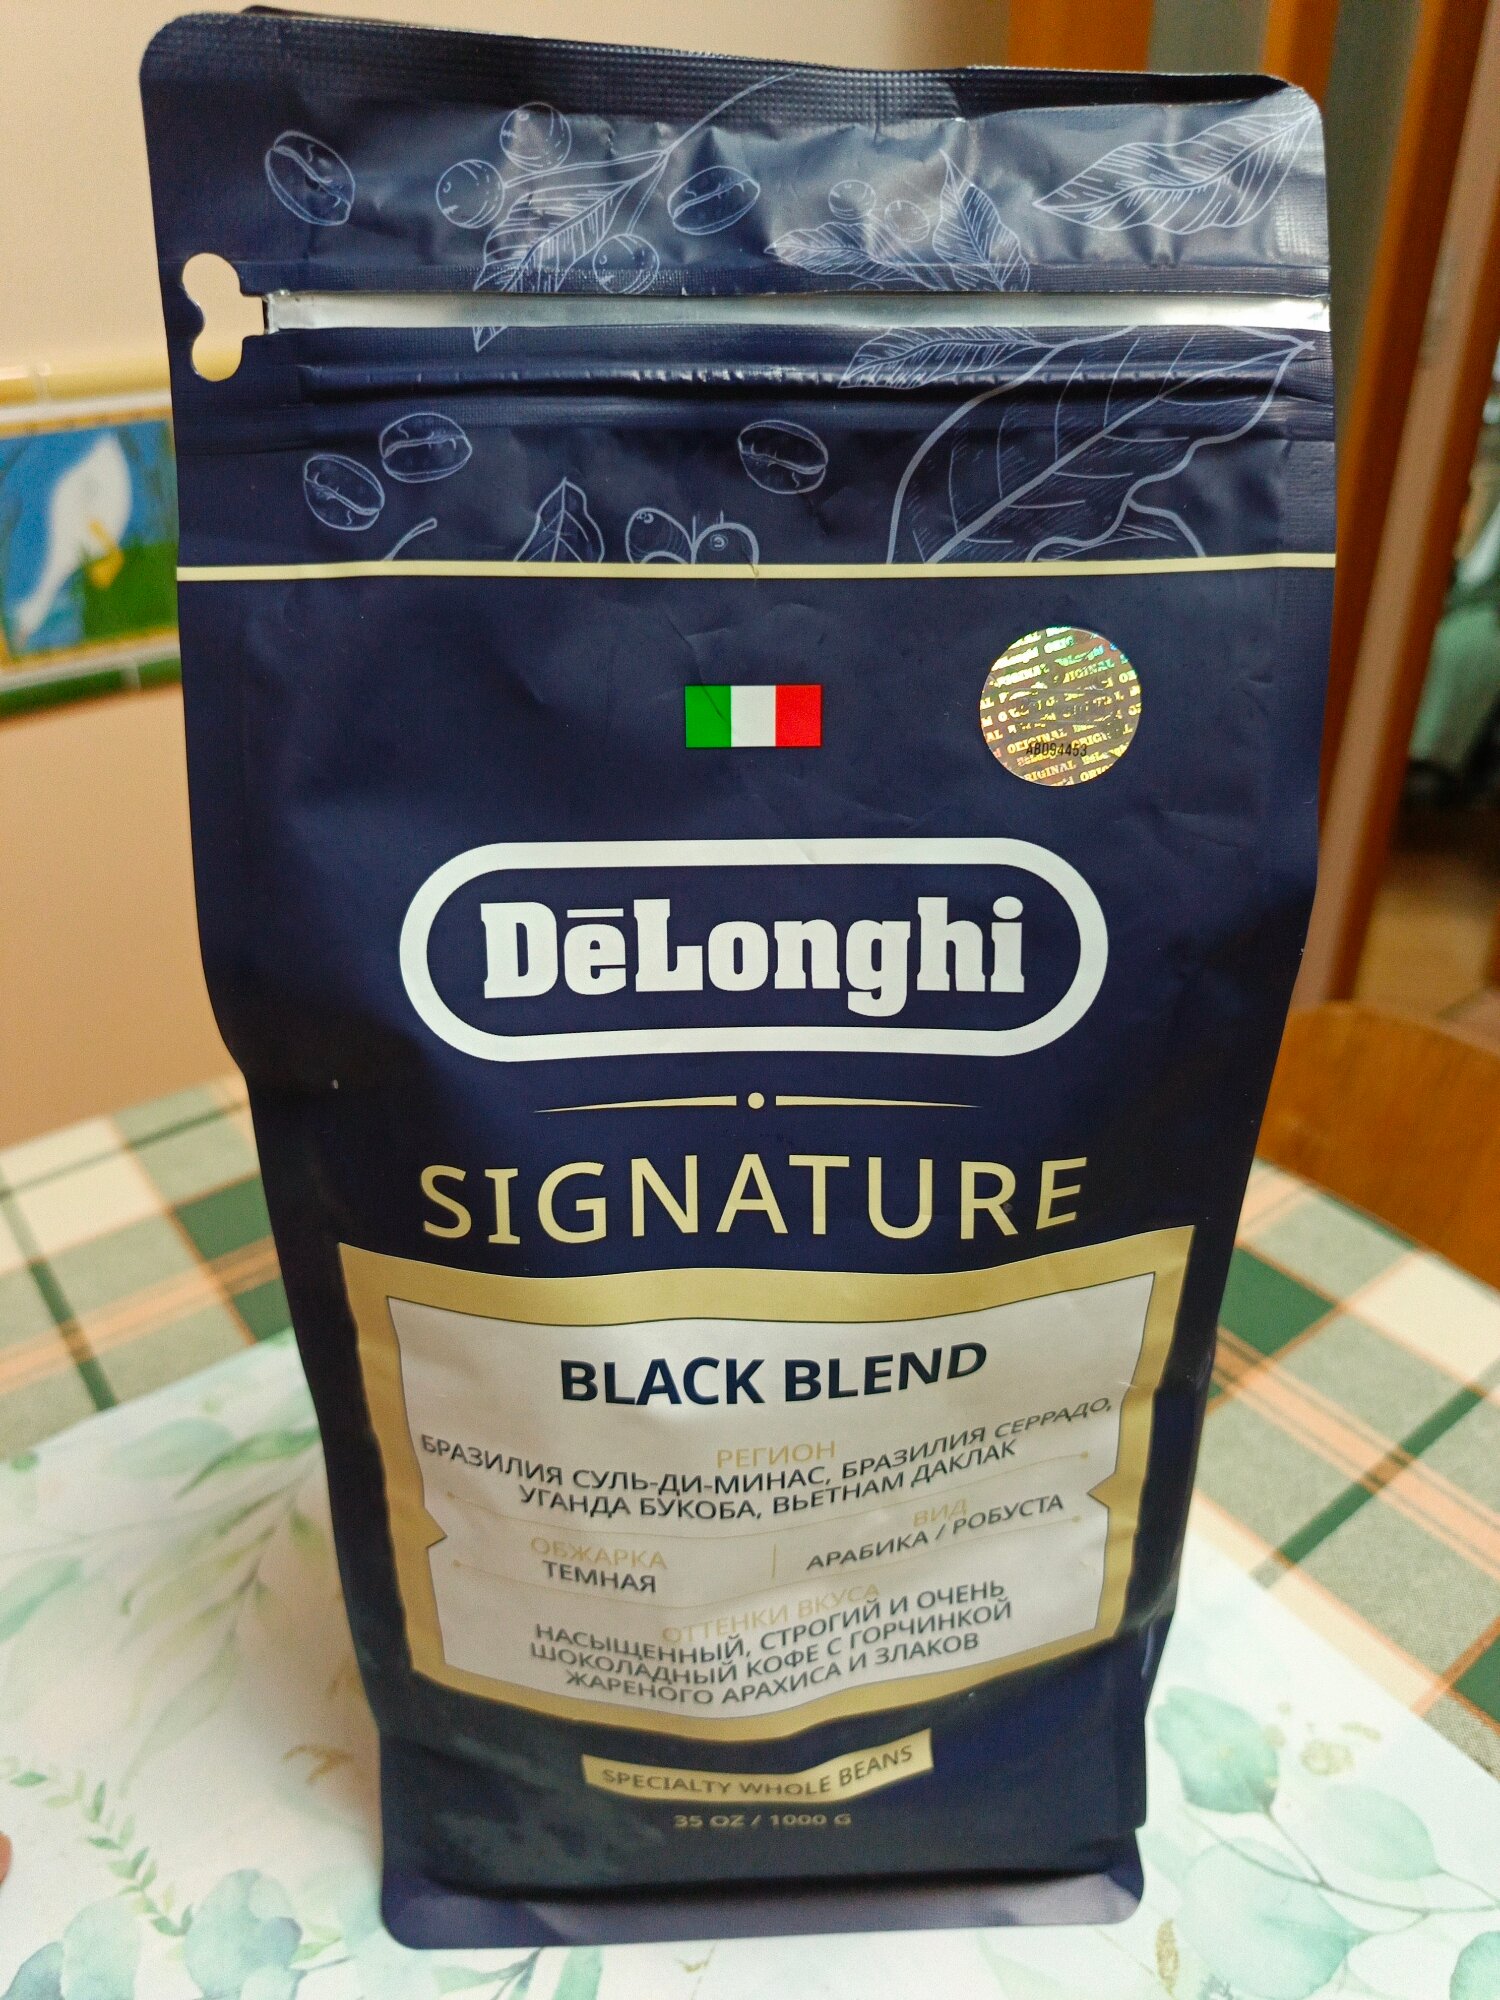 AB094453
DēLonghi
SIGNATURE
BLACK BLEND
РЕГИОН
БРАЗИЛИЯ СУЛЬ-ДИ-МИНАС, БРАЗИЛИЯ СЕРРАДО,
УГАНДА БУКОБА, ВЬЕТНАМ ДАКЛАК
ОБЖАРКА
ТЕМНАЯ
ВИД
АРАБИКА / РОБУСТА
ОТТЕНКИ ВКУСА
НАСЫЩЕННЫЙ, СТРОГИЙ И ОЧЕНЬ
ШОКОЛАДНЫЙ КОФЕ С ГОРЧИНКОЙ
ЖАРЕНОГО АРАХИСА И ЗЛАКОВ
SPECIALTY WHOLE BEANS
35 OZ / 1000 G